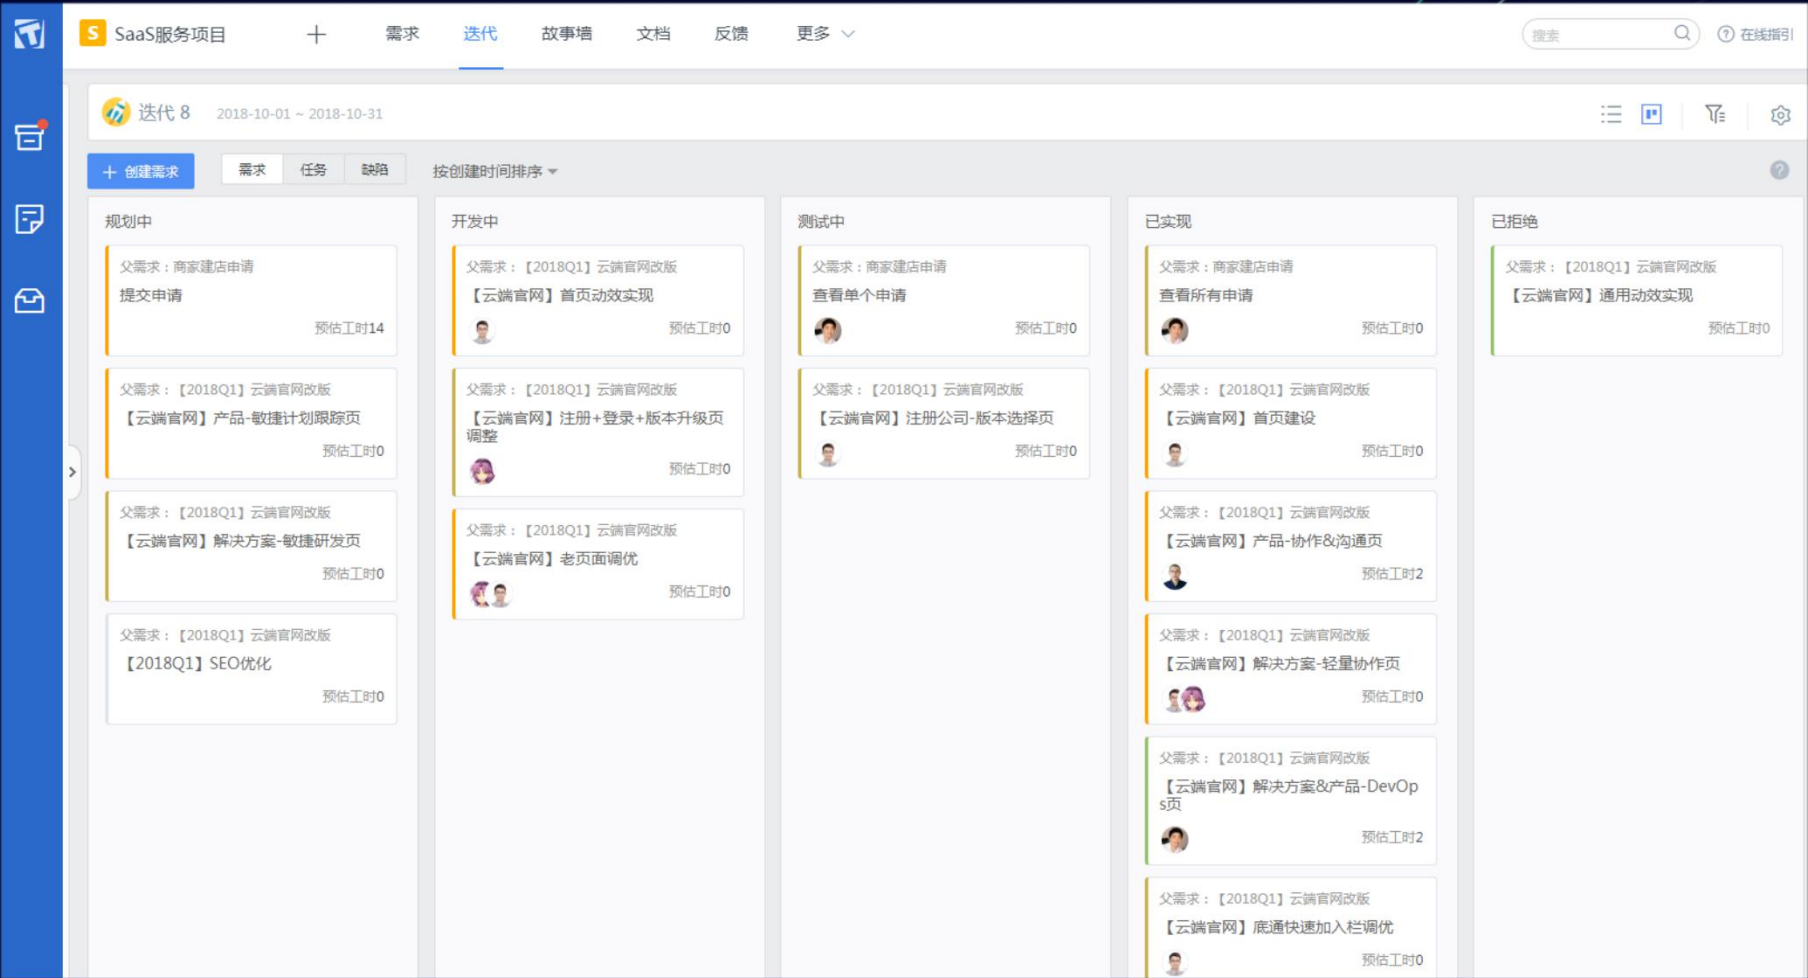 S SaaS服务项目
需求
迭代
故事墙
文档
反馈
更多
搜索
在线指引
迭代 8
2018-10-01 ~ 2018-10-31
创建需求
需求
任务
缺陷
按创建时间排序
规划中
父需求：商家建店申请
提交申请
预估工时14
父需求：【2018Q1】云端官网改版
【云端官网】产品-敏捷计划跟踪页
预估工时0
父需求：【2018Q1】云端官网改版
【云端官网】解决方案-敏捷研发页
预估工时0
父需求：【2018Q1】云端官网改版
【2018Q1】SEO优化
预估工时0
开发中
父需求：【2018Q1】云端官网改版
【云端官网】首页动效实现
预估工时0
父需求：【2018Q1】云端官网改版
【云端官网】注册+登录+版本升级页
调整
预估工时0
父需求：【2018Q1】云端官网改版
【云端官网】老页面调优
预估工时0
测试中
父需求：商家建店申请
查看单个申请
预估工时0
父需求：【2018Q1】云端官网改版
【云端官网】注册公司-版本选择页
预估工时0
已实现
父需求：商家建店申请
查看所有申请
预估工时0
父需求：【2018Q1】云端官网改版
【云端官网】首页建设
预估工时0
父需求：【2018Q1】云端官网改版
【云端官网】产品-协作&沟通页
预估工时2
父需求：【2018Q1】云端官网改版
【云端官网】解决方案-轻量协作页
预估工时0
父需求：【2018Q1】云端官网改版
【云端官网】解决方案&产品-DevOp
s页
预估工时2
父需求：【2018Q1】云端官网改版
【云端官网】底通快速加入栏调优
预估工时0
已拒绝
父需求：【2018Q1】云端官网改版
【云端官网】通用动效实现
预估工时0